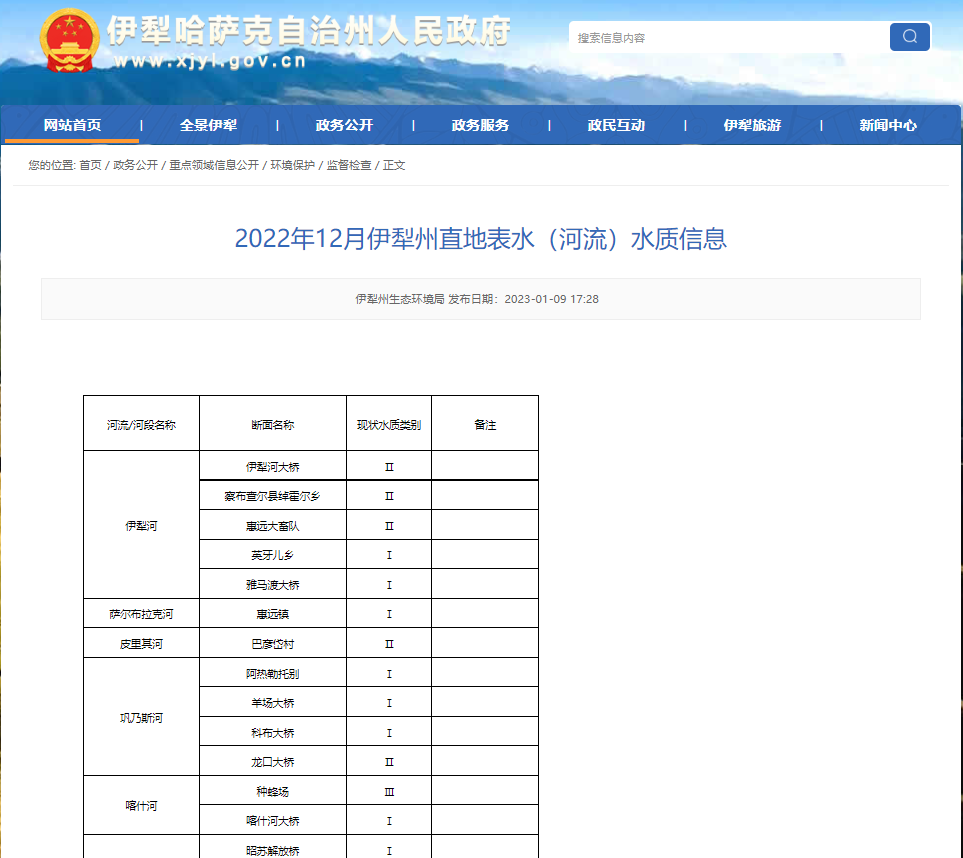 伊犁哈萨克自治州人民政府
www.xjyl.gov.cn
搜索信息内容
网站首页 | 全景伊犁 | 政务公开 | 政务服务 | 政民互动 | 伊犁旅游 | 新闻中心
您的位置: 首页 / 政务公开 / 重点领域信息公开 / 环境保护 / 监督检查 / 正文
2022年12月伊犁州直地表水（河流）水质信息
伊犁州生态环境局 发布日期：2023-01-09 17:28
河流/河段名称 断面名称 现状水质类别 备注
伊犁河大桥 Ⅱ
察布查尔县绰霍尔乡 Ⅱ
伊犁河 惠远大畜队 Ⅱ
英牙儿乡 Ⅰ
雅马渡大桥 Ⅰ
萨尔布拉克河 惠远镇 Ⅰ
皮里其河 巴彦岱村 Ⅱ
阿热勒托别 Ⅰ
羊场大桥 Ⅰ
巩乃斯河
科布大桥 Ⅰ
龙口大桥 Ⅱ
种蜂场 Ⅲ
喀什河
喀什河大桥 Ⅰ
昭苏解放桥 Ⅰ